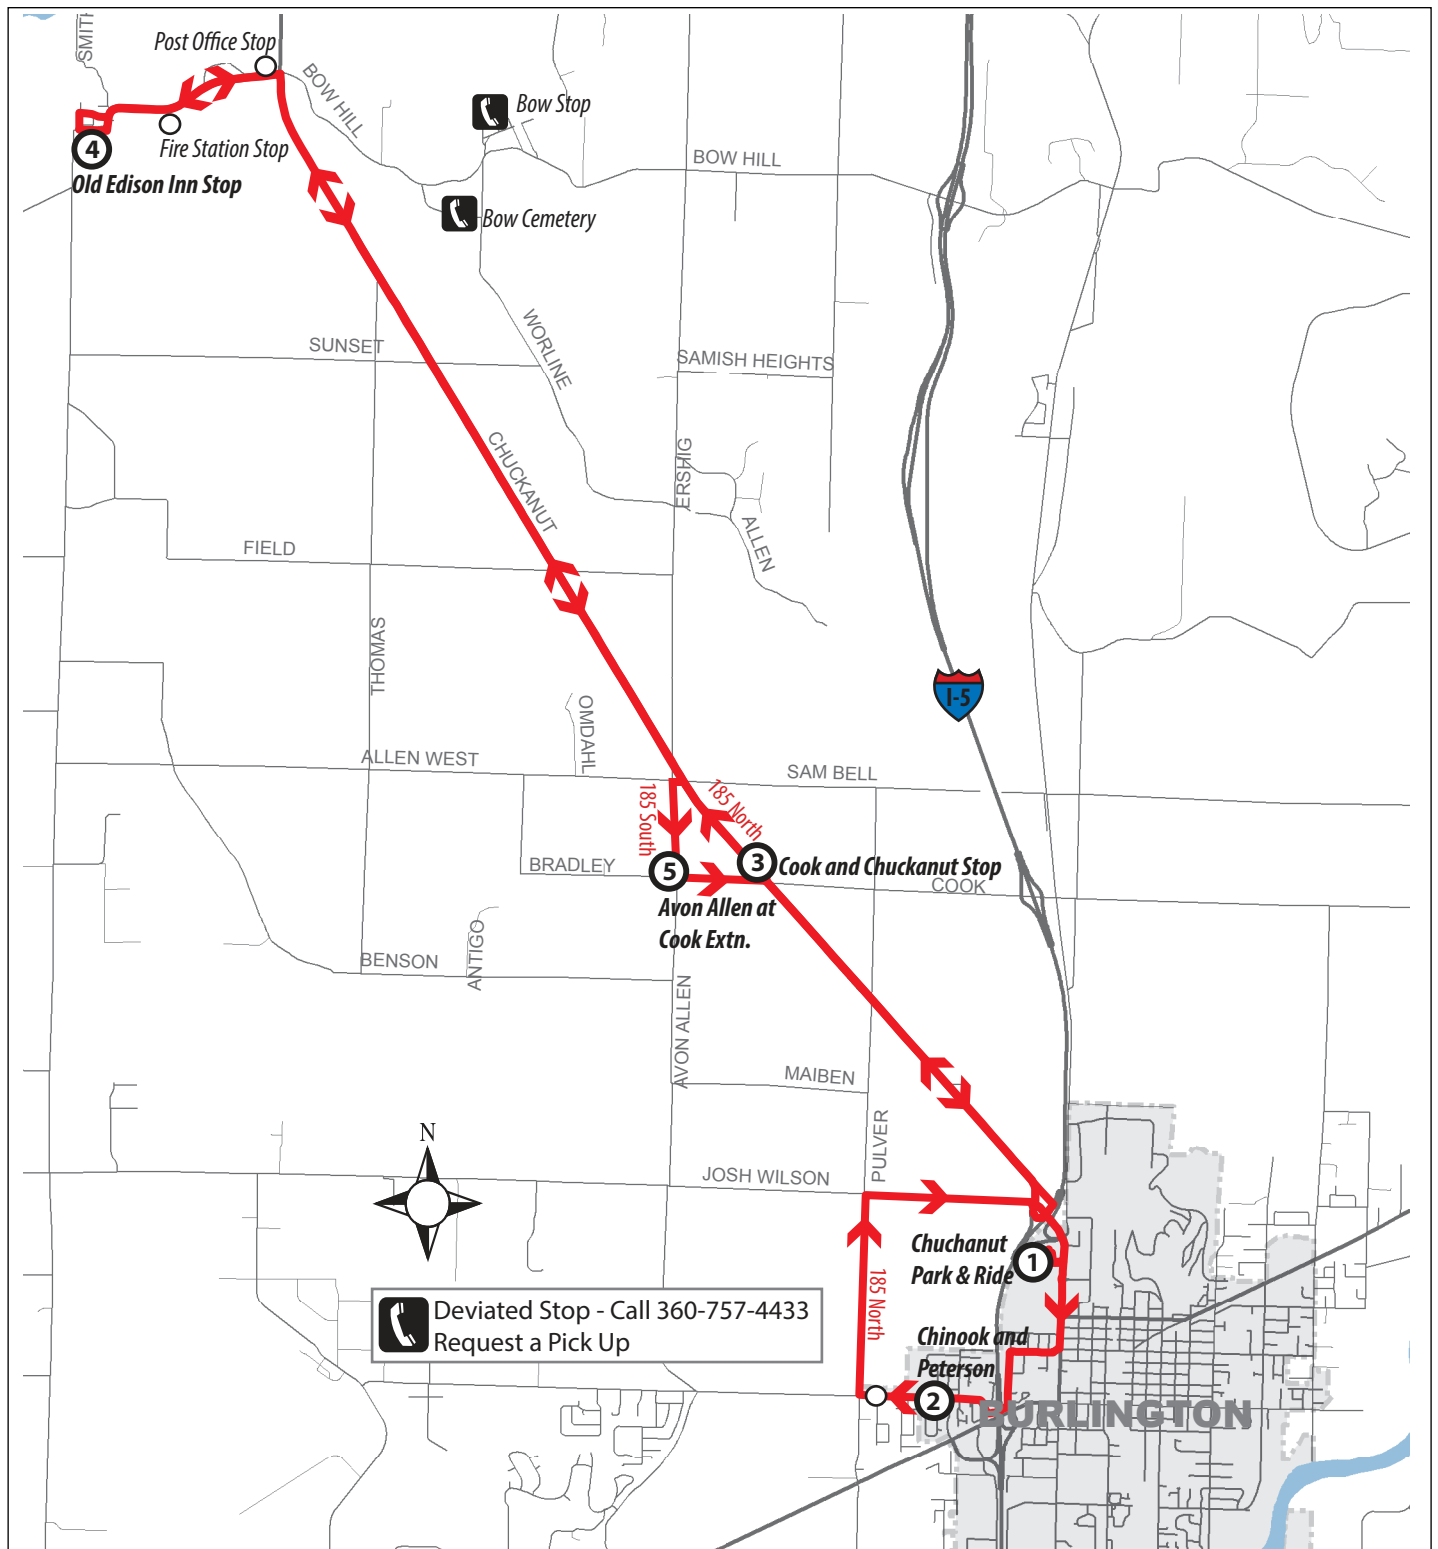 SMITH
Post Office Stop
BOW HILL
Bow Stop
4
Fire Station Stop
Old Edison Inn Stop
BOW HILL
Bow Cemetery
SUNSET
WORLINE
SAMISH HEIGHTS
CHUCKANUT
ERSHIG
ALLEN
FIELD
THOMAS
OMDAHL
I-5
ALLEN WEST
SAM BELL
185 South
185 North
BRADLEY
5
3
Cook and Chuckanut Stop
COOK
Avon Allen at
Cook Extn.
ANTIGO
BENSON
AVON ALLEN
MAIBEN
PULVER
N
JOSH WILSON
Chuchanut
Park & Ride
1
185 North
Deviated Stop - Call 360-757-4433
Request a Pick Up
Chinook and
Peterson
2
BURLINGTON